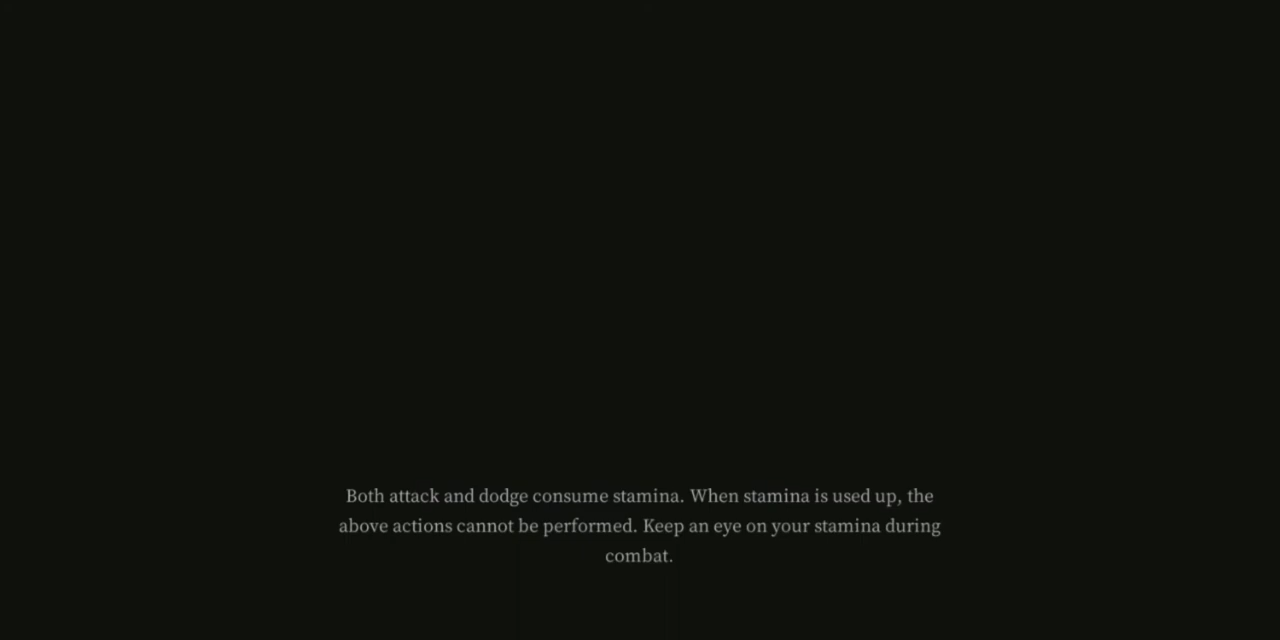 Both attack and dodge consume stamina. When stamina is used up, the
above actions cannot be performed. Keep an eye on your stamina during
combat.